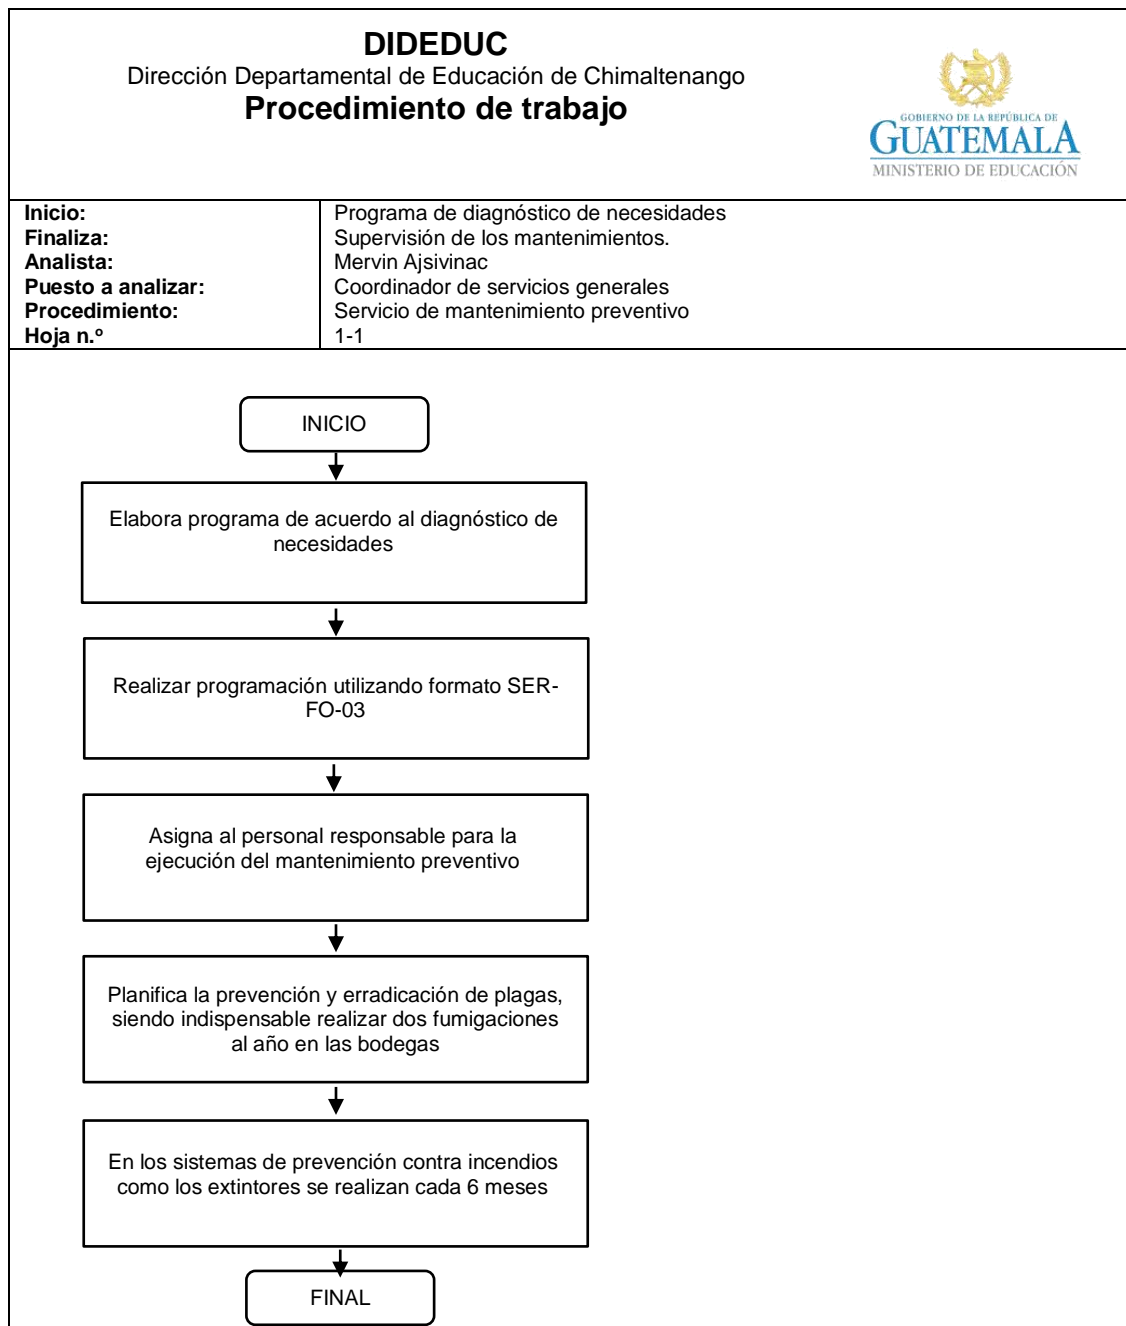 DIDEDUC
Dirección Departamental de Educación de Chimaltenango
Procedimiento de trabajo
GOBIERNO DE LA REPÚBLICA DE
GUATEMALA
MINISTERIO DE EDUCACIÓN
Inicio: Programa de diagnóstico de necesidades
Finaliza: Supervisión de los mantenimientos.
Analista: Mervin Ajsivinac
Puesto a analizar: Coordinador de servicios generales
Procedimiento: Servicio de mantenimiento preventivo
Hoja n.º 1-1
INICIO
Elabora programa de acuerdo al diagnóstico de
necesidades
Realizar programación utilizando formato SER-
FO-03
Asigna al personal responsable para la
ejecución del mantenimiento preventivo
Planifica la prevención y erradicación de plagas,
siendo indispensable realizar dos fumigaciones
al año en las bodegas
En los sistemas de prevención contra incendios
como los extintores se realizan cada 6 meses
FINAL